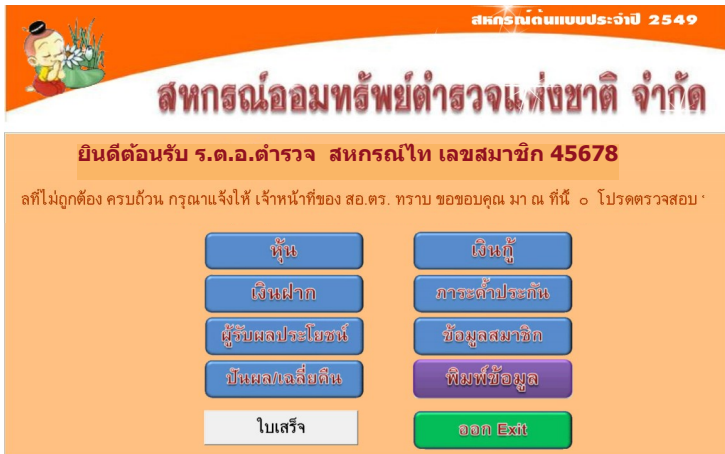 สหกรณ์ต้นแบบประจำปี 2549
สหกรณ์ออมทรัพย์ตำรวจแห่งชาติ จำกัด
ยินดีต้อนรับ ร.ต.อ.ตำรวจ สหกรณ์ไท เลขสมาชิก 45678
ลที่ไม่ถูกต้อง ครบถ้วน กรุณาแจ้งให้ เจ้าหน้าที่ของ สอ.ตร. ทราบ ขอขอบคุณ มา ณ ที่นี้ ๐ โปรดตรวจสอบ
หุ้น เงินกู้
เงินฝาก ภาระค้ำประกัน
ผู้รับผลประโยชน์ ข้อมูลสมาชิก
ปันผล/เฉลี่ยคืน พิมพ์ข้อมูล
ใบเสร็จ ออก Exit